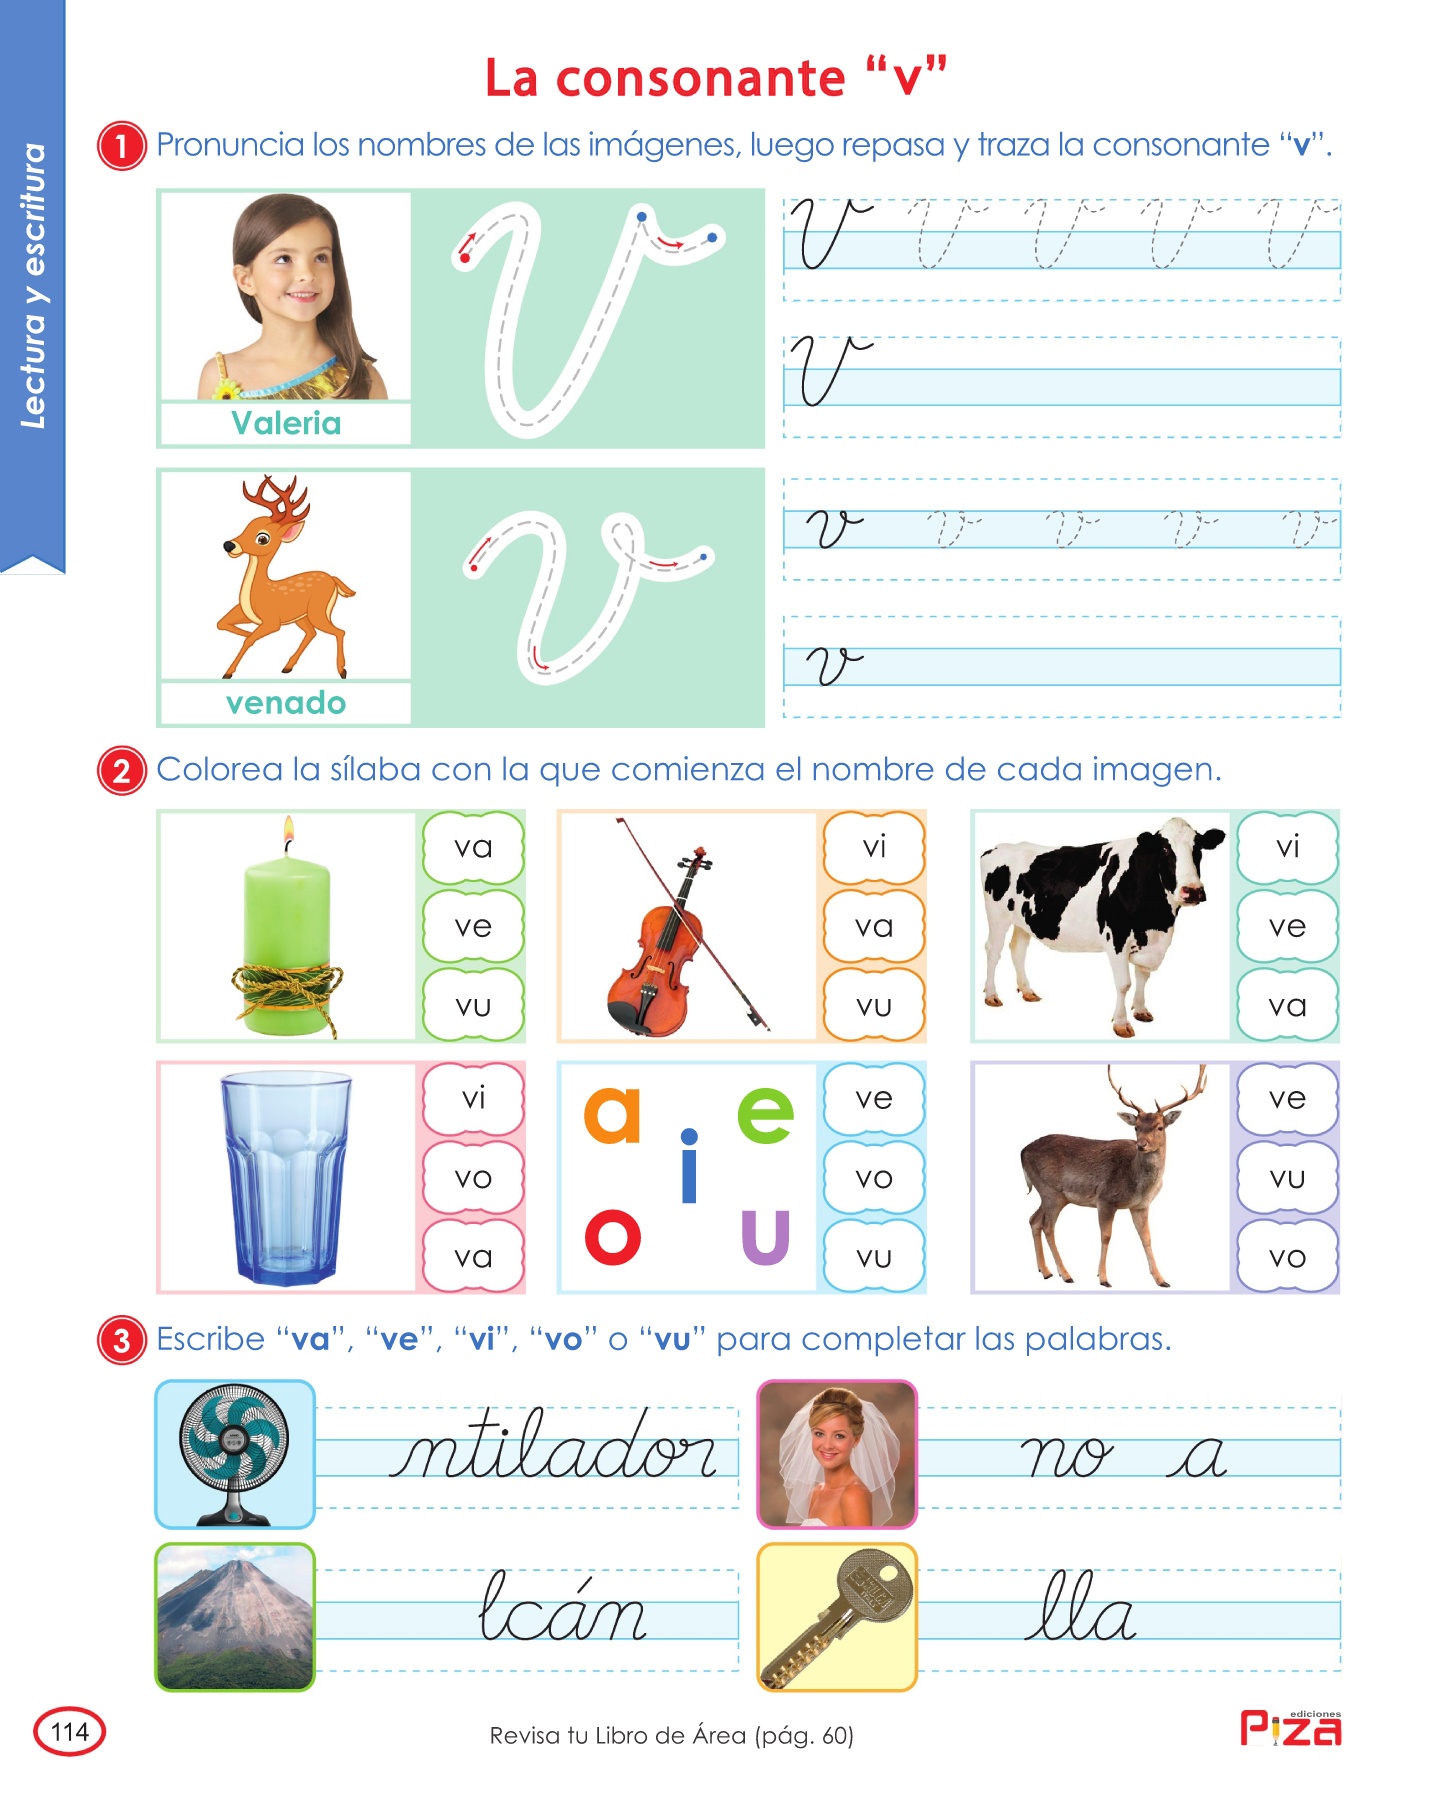 Lectura y escritura
La consonante “v”
1 Pronuncia los nombres de las imágenes, luego repasa y traza la consonante “v”.
Valeria
v
v v v v v
v
venado
v
v v v v v
v
2 Colorea la sílaba con la que comienza el nombre de cada imagen.
va
ve
vu
vi
va
vu
vi
ve
va
vi
vo
va
a e
i
o u
ve
vo
vu
ve
vu
vo
3 Escribe “va”, “ve”, “vi”, “vo” o “vu” para completar las palabras.
ntilador
no a
lcán
lla
114
Revisa tu Libro de Área (pág. 60)
ediciones
Piza